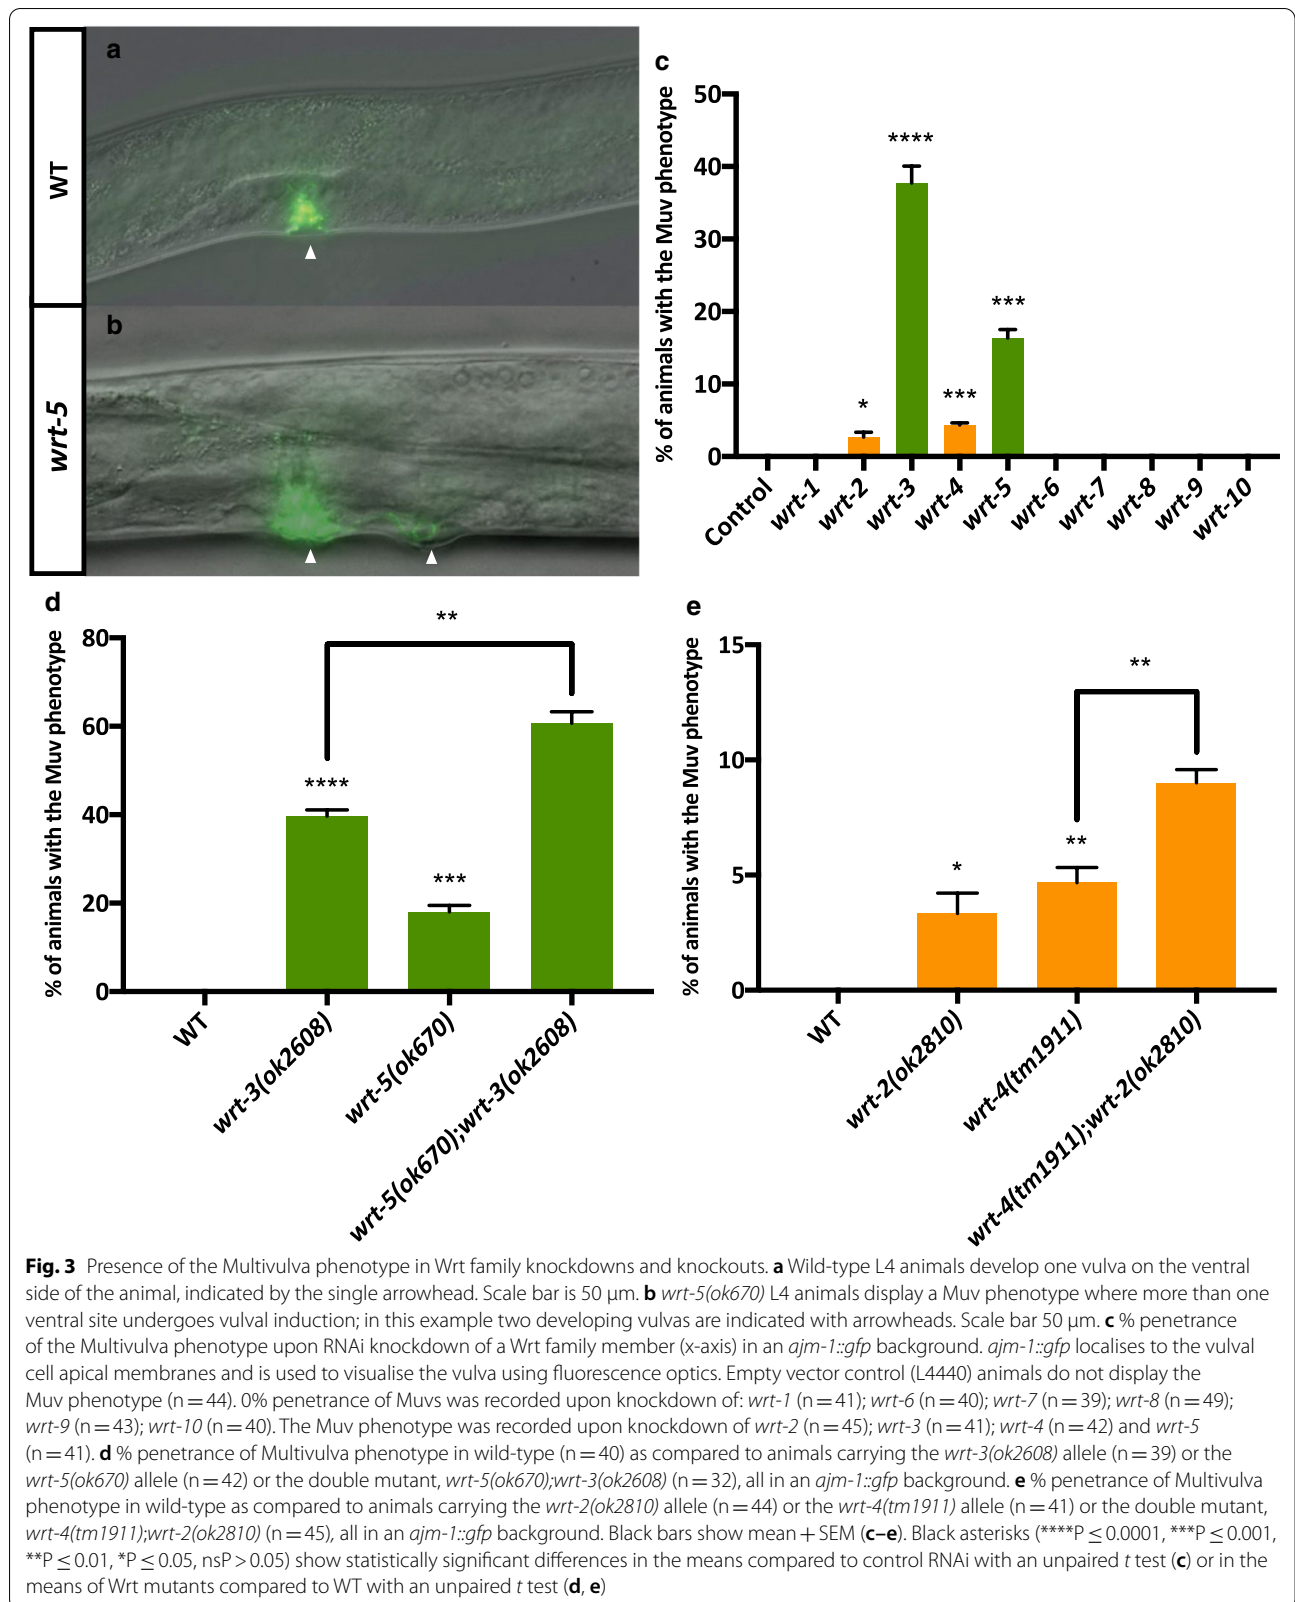 WT
a
wrt-5
b
c
% of animals with the Muv phenotype
50
40
30
20
10
0
*
****
***
***
Control
wrt-1
wrt-2
wrt-3
wrt-4
wrt-5
wrt-6
wrt-7
wrt-8
wrt-9
wrt-10
d
% of animals with the Muv phenotype
80
60
40
20
0
****
***
**
WT
wrt-3(ok2608)
wrt-5(ok670)
wrt-5(ok670);wrt-3(ok2608)
e
% of animals with the Muv phenotype
15
10
5
0
*
**
**
WT
wrt-2(ok2810)
wrt-4(tm1911)
wrt-4(tm1911);wrt-2(ok2810)
Fig. 3 Presence of the Multivulva phenotype in Wrt family knockdowns and knockouts. a Wild-type L4 animals develop one vulva on the ventral
side of the animal, indicated by the single arrowhead. Scale bar is 50 μm. b wrt-5(ok670) L4 animals display a Muv phenotype where more than one
ventral site undergoes vulval induction; in this example two developing vulvas are indicated with arrowheads. Scale bar 50 μm. c % penetrance
of the Multivulva phenotype upon RNAi knockdown of a Wrt family member (x-axis) in an ajm-1::gfp background. ajm-1::gfp localises to the vulval
cell apical membranes and is used to visualise the vulva using fluorescence optics. Empty vector control (L4440) animals do not display the
Muv phenotype (n = 44). 0% penetrance of Muvs was recorded upon knockdown of: wrt-1 (n = 41); wrt-6 (n = 40); wrt-7 (n = 39); wrt-8 (n = 49);
wrt-9 (n = 43); wrt-10 (n = 40). The Muv phenotype was recorded upon knockdown of wrt-2 (n = 45); wrt-3 (n = 41); wrt-4 (n = 42) and wrt-5
(n = 41). d % penetrance of Multivulva phenotype in wild-type (n = 40) as compared to animals carrying the wrt-3(ok2608) allele (n = 39) or the
wrt-5(ok670) allele (n = 42) or the double mutant, wrt-5(ok670);wrt-3(ok2608) (n = 32), all in an ajm-1::gfp background. e % penetrance of Multivulva
phenotype in wild-type as compared to animals carrying the wrt-2(ok2810) allele (n = 44) or the wrt-4(tm1911) allele (n = 41) or the double mutant,
wrt-4(tm1911);wrt-2(ok2810) (n = 45), all in an ajm-1::gfp background. Black bars show mean + SEM (c–e). Black asterisks (****P ≤ 0.0001, ***P ≤ 0.001,
**P ≤ 0.01, *P ≤ 0.05, nsP > 0.05) show statistically significant differences in the means compared to control RNAi with an unpaired t test (c) or in the
means of Wrt mutants compared to WT with an unpaired t test (d, e)